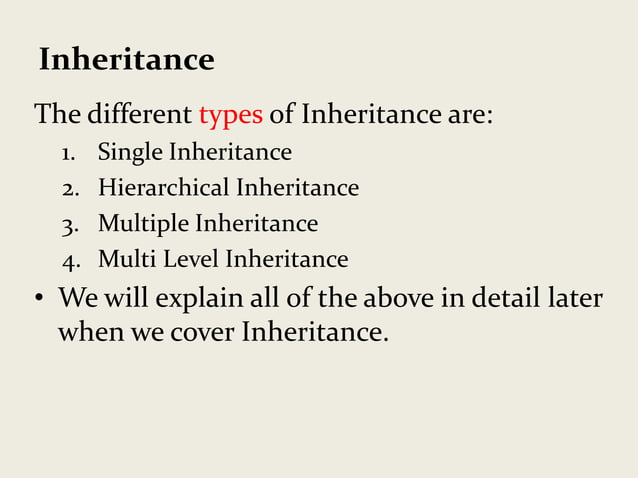 Inheritance
The different types of Inheritance are:
1. Single Inheritance
2. Hierarchical Inheritance
3. Multiple Inheritance
4. Multi Level Inheritance
• We will explain all of the above in detail later
when we cover Inheritance.